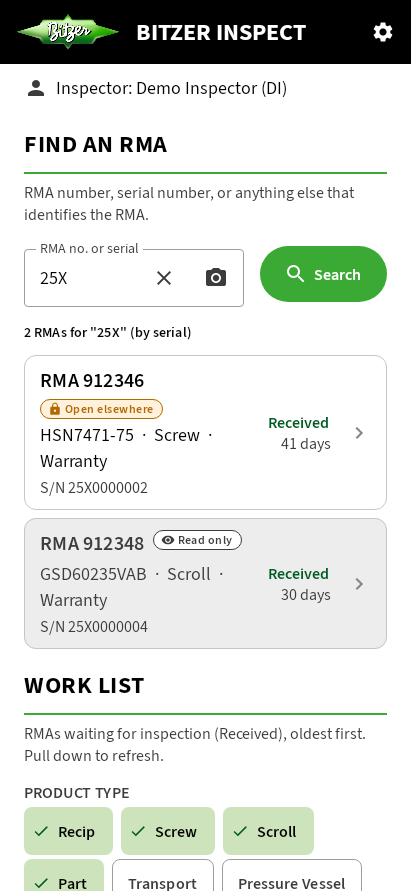 Bitzer
BITZER INSPECT
Inspector: Demo Inspector (DI)
FIND AN RMA
RMA number, serial number, or anything else that
identifies the RMA.
RMA no. or serial
25X
Search
2 RMAs for "25X" (by serial)
RMA 912346
Open elsewhere
HSN7471-75 · Screw ·
Warranty
S/N 25X0000002
Received
41 days
RMA 912348
Read only
GSD60235VAB · Scroll ·
Warranty
S/N 25X0000004
Received
30 days
WORK LIST
RMAs waiting for inspection (Received), oldest first.
Pull down to refresh.
PRODUCT TYPE
Recip
Screw
Scroll
Part
Transport
Pressure Vessel